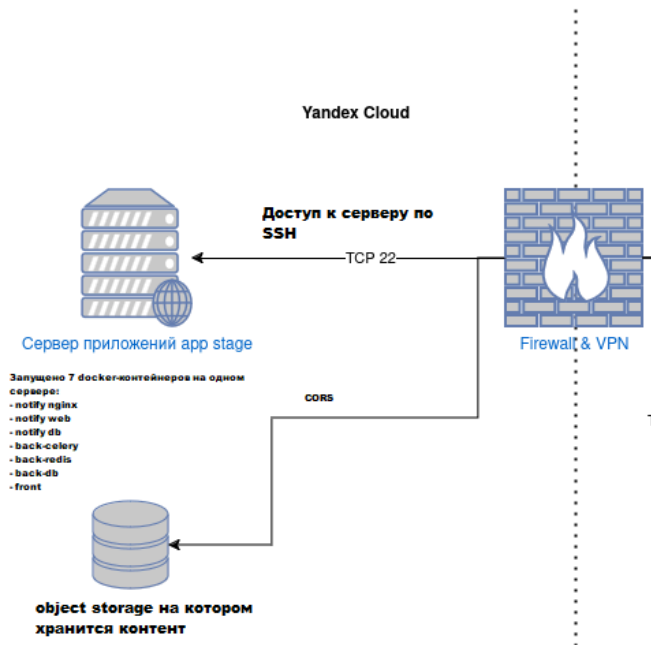 Yandex Cloud
Доступ к серверу по
SSH
TCP 22
Сервер приложений app stage
Firewall & VPN
Запущено 7 docker-контейнеров на одном
сервере:
- notify nginx
- notify web
- notify db
- back-celery
- back-redis
- back-db
- front
cors
object storage на котором
хранится контент